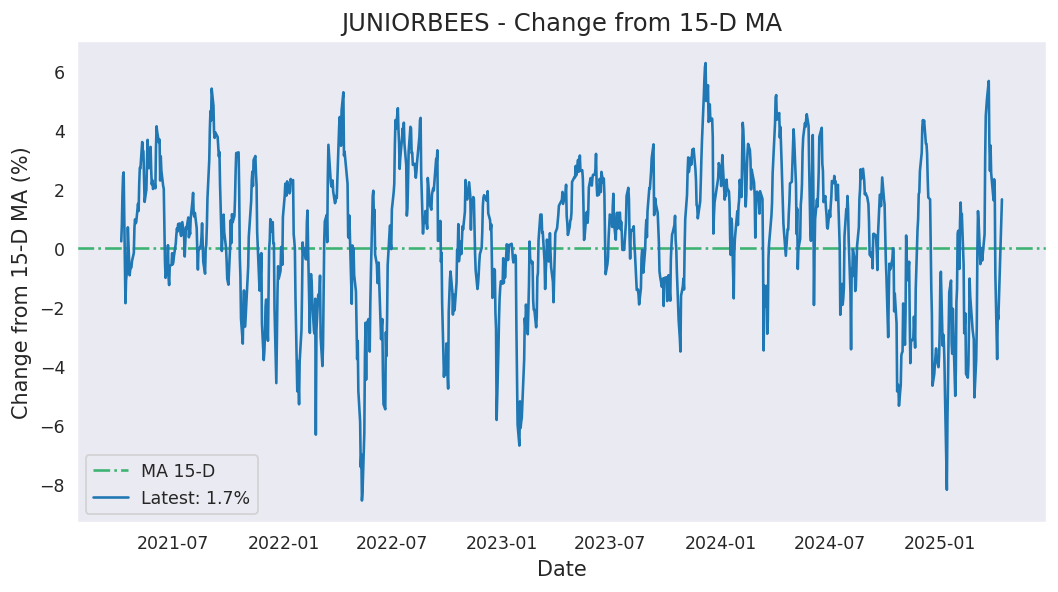 JUNIORBEES - Change from 15-D MA
Change from 15-D MA (%)
6
4
2
0
−2
−4
−6
−8
MA 15-D
Latest: 1.7%
2021-07 2022-01 2022-07 2023-01 2023-07 2024-01 2024-07 2025-01
Date